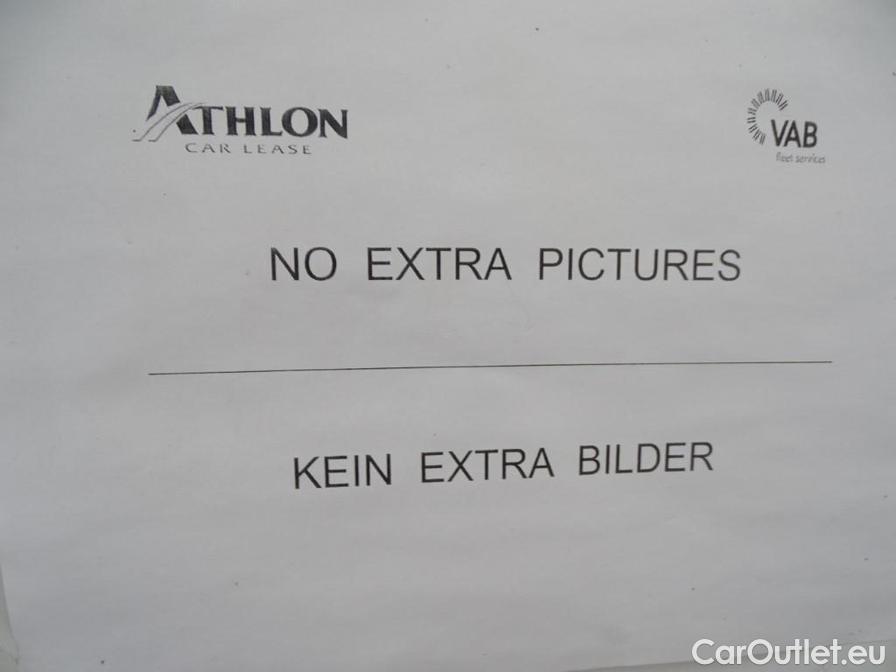 ATHLON
CAR LEASE
VAB
fleet services
NO EXTRA PICTURES
KEIN EXTRA BILDER
CarOutlet.eu